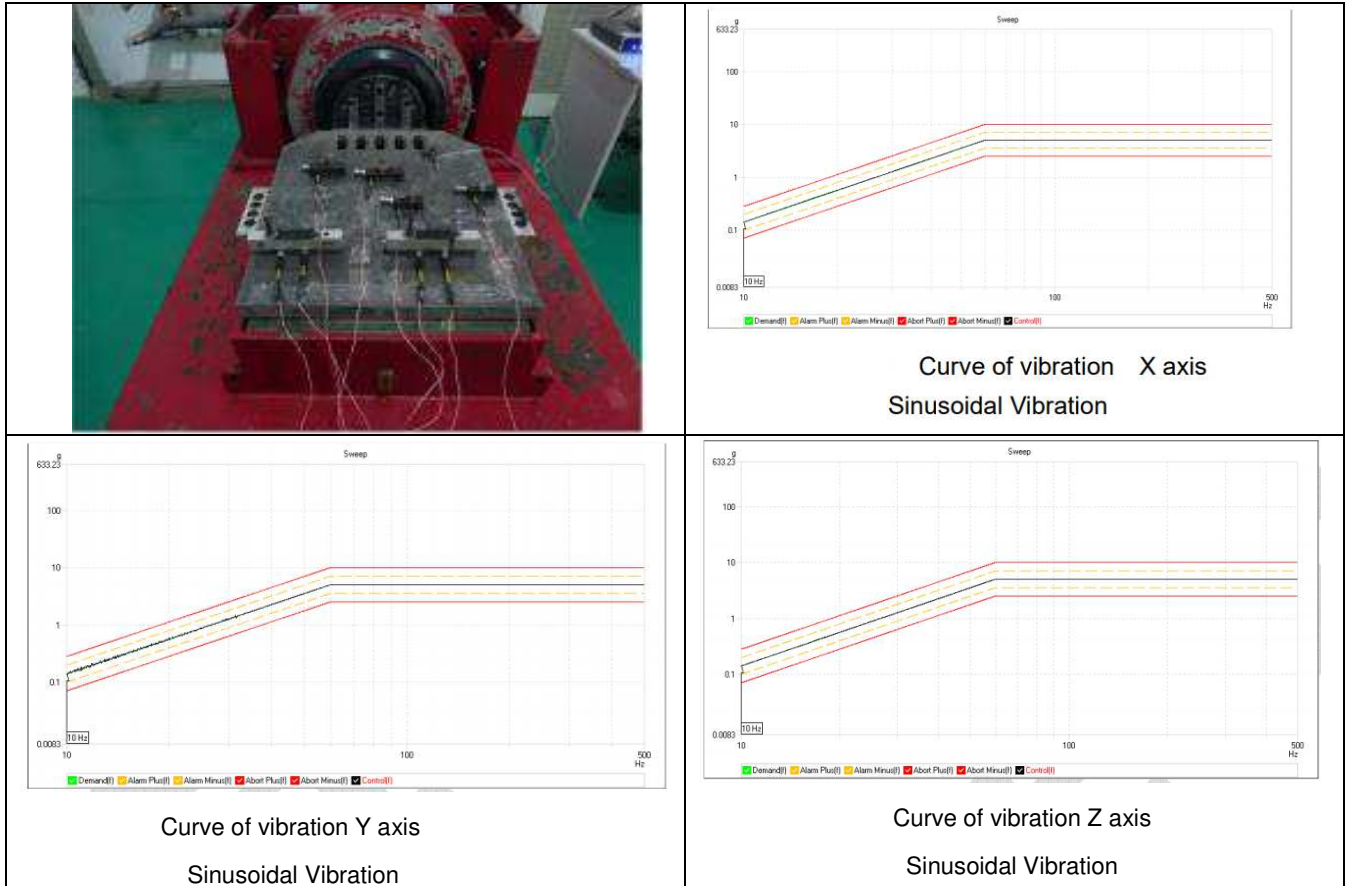 Sweep
g
633.23
100
10
1
0.1
0.0083
10 Hz
10 100 500
Hz
Demand(f) Alarm Plus(f) Alarm Minus(f) Abort Plus(f) Abort Minus(f) Control(f)
Curve of vibration X axis
Sinusoidal Vibration
Sweep
g
633.23
100
10
1
0.1
0.0083
10 Hz
10 100 500
Hz
Demand(f) Alarm Plus(f) Alarm Minus(f) Abort Plus(f) Abort Minus(f) Control(f)
Curve of vibration Y axis
Sinusoidal Vibration
Sweep
g
633.23
100
10
1
0.1
0.0083
10 Hz
10 100 500
Hz
Demand(f) Alarm Plus(f) Alarm Minus(f) Abort Plus(f) Abort Minus(f) Control(f)
Curve of vibration Z axis
Sinusoidal Vibration